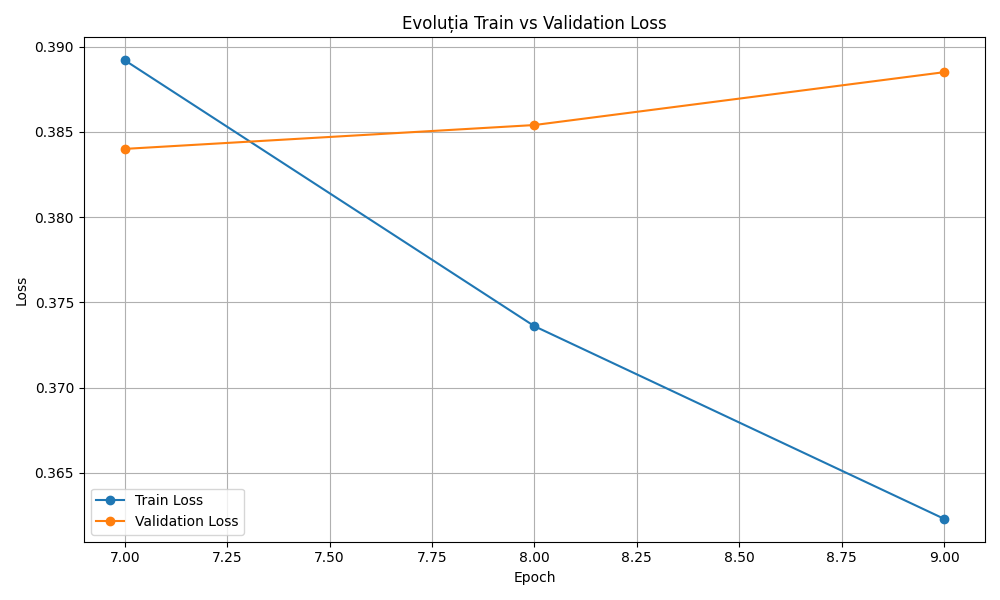 Evoluția Train vs Validation Loss
0.390
0.385
0.380
0.375
0.370
0.365
Loss
Train Loss
Validation Loss
7.00 7.25 7.50 7.75 8.00 8.25 8.50 8.75 9.00
Epoch